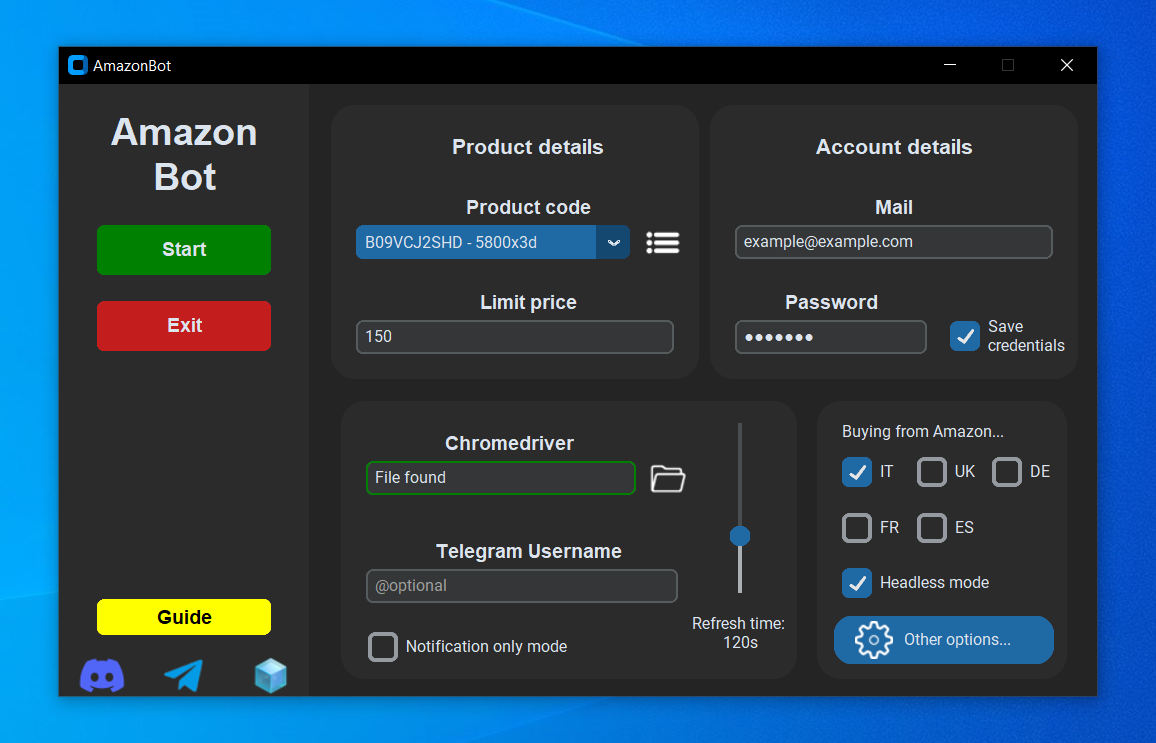 AmazonBot
Amazon
Bot
Start
Exit
Guide
Product details
Product code
B09VCJ2SHD - 5800x3d
Limit price
150
Account details
Mail
example@example.com
Password
●●●●●●●
Save
credentials
Chromedriver
File found
Telegram Username
@optional
Notification only mode
Refresh time:
120s
Buying from Amazon...
IT UK DE
FR ES
Headless mode
Other options...